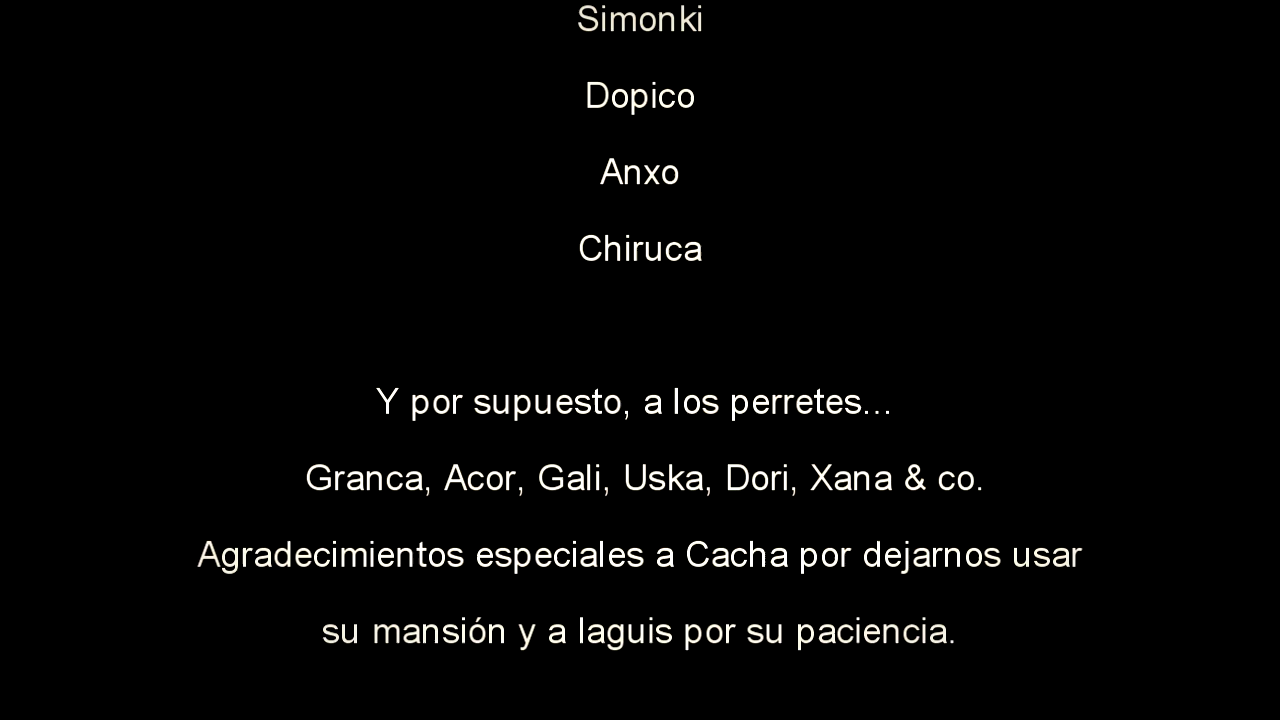 Simonki
Dopico
Anxo
Chiruca
Y por supuesto, a los perretes...
Granca, Acor, Gali, Uska, Dori, Xana & co.
Agradecimientos especiales a Cacha por dejarnos usar
su mansión y a laguis por su paciencia.